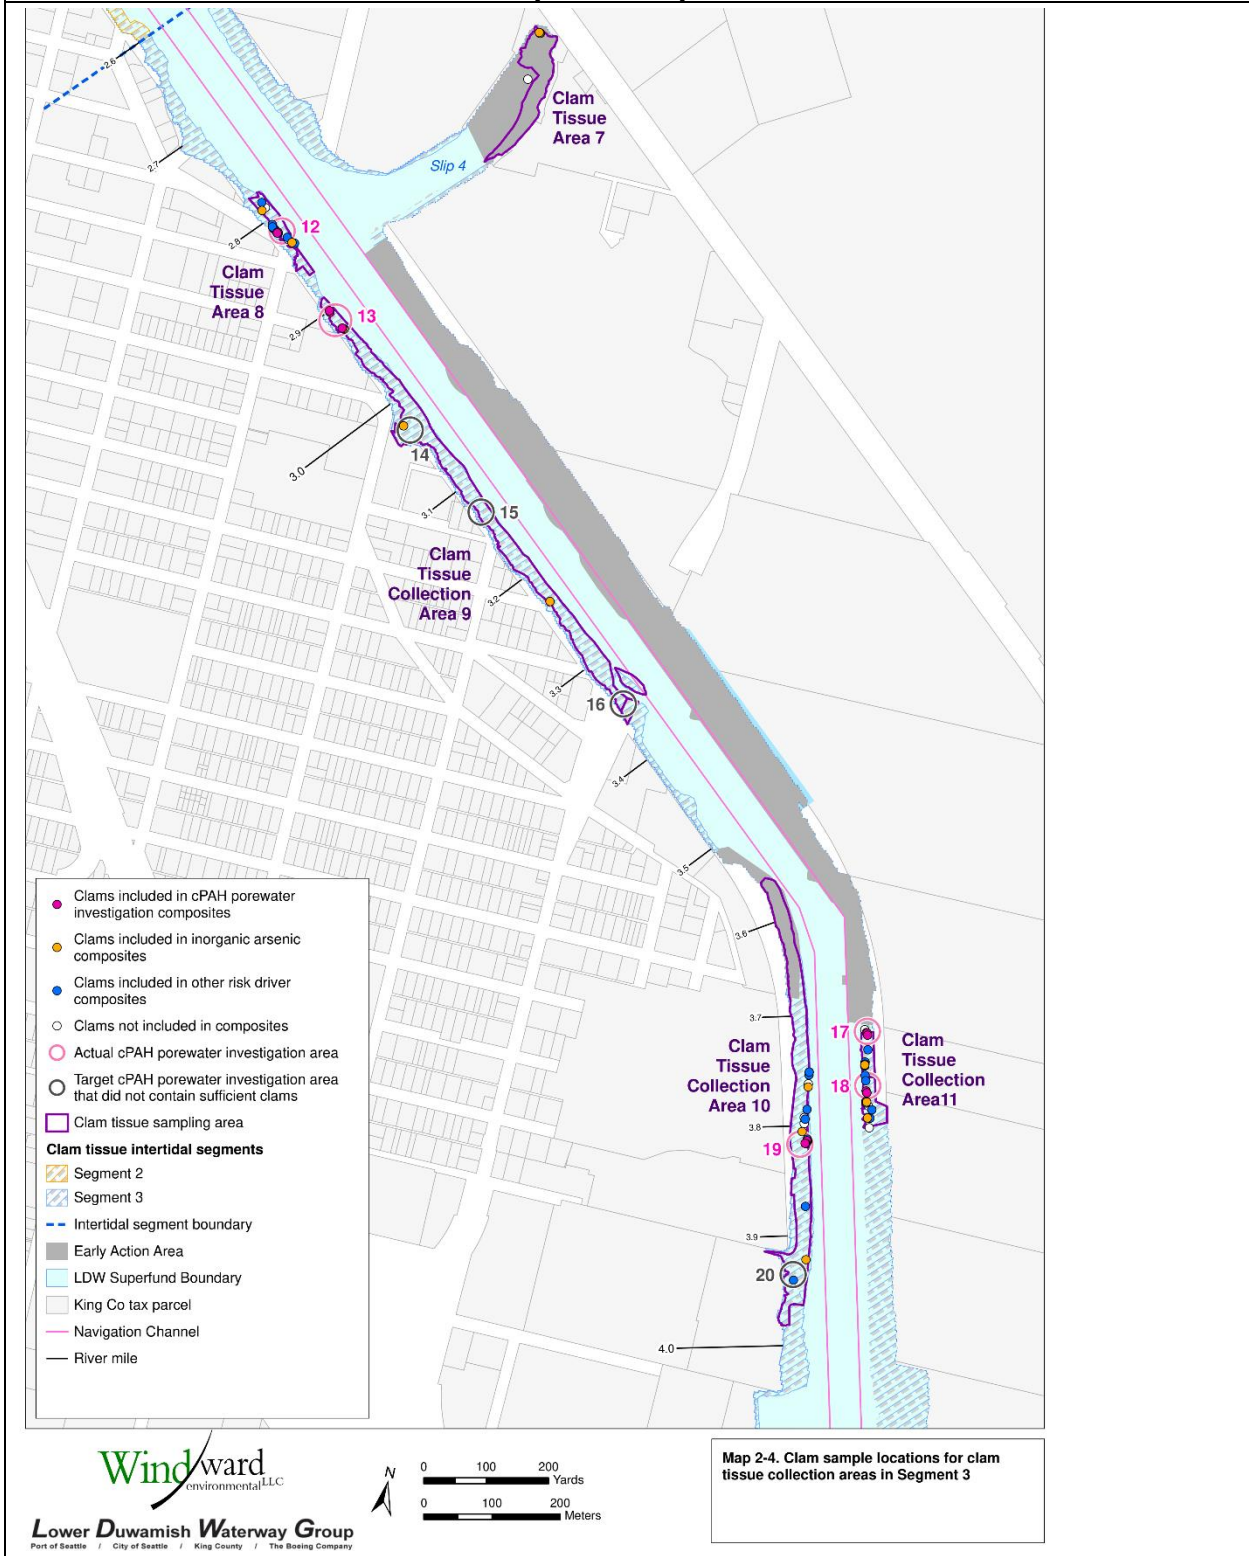 2.6
Clam
Tissue
Area 7
Slip 4
2.7
12
2.8
Clam
Tissue
Area 8
13
2.9
14
3.0
15
3.1
Clam
Tissue
Collection
Area 9
3.2
3.3
16
3.4
3.5
3.6
3.7
17
Clam
Tissue
Collection
Area11
18
Clam
Tissue
Collection
Area 10
3.8
19
3.9
20
4.0
Clams included in cPAH porewater
investigation composites
Clams included in inorganic arsenic
composites
Clams included in other risk driver
composites
Clams not included in composites
Actual cPAH porewater investigation area
Target cPAH porewater investigation area
that did not contain sufficient clams
Clam tissue sampling area
Clam tissue intertidal segments
Segment 2
Segment 3
Intertidal segment boundary
Early Action Area
LDW Superfund Boundary
King Co tax parcel
Navigation Channel
River mile
Windward
environmental LLC
Lower Duwamish Waterway Group
Port of Seattle / City of Seattle / King County / The Boeing Company
N
0 100 200
Yards
0 100 200
Meters
Map 2-4. Clam sample locations for clam
tissue collection areas in Segment 3